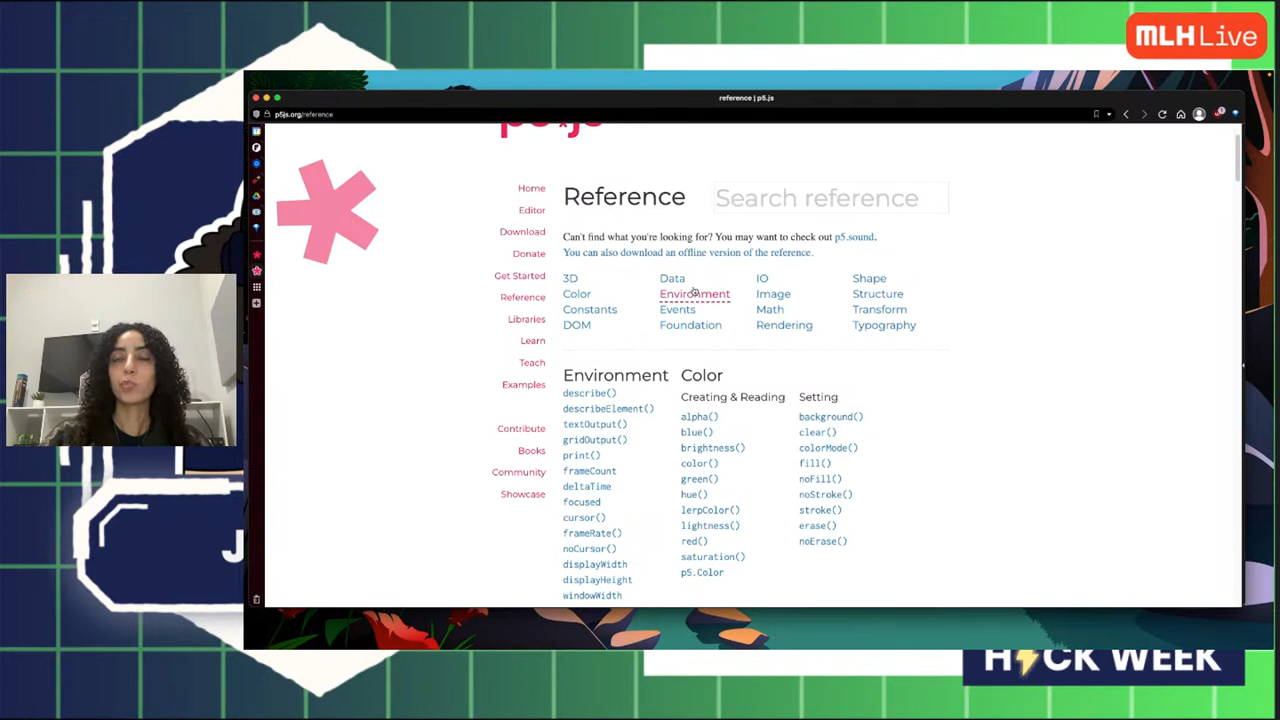 MLH Live
reference | p5.js
p5js.org/reference
p5.js
Home
Editor
Download
Donate
Get Started
Reference
Libraries
Learn
Teach
Examples
Contribute
Books
Community
Showcase
Reference
Search reference
Can't find what you're looking for? You may want to check out p5.sound.
You can also download an offline version of the reference.
3D
Color
Constants
DOM
Data
Environment
Events
Foundation
IO
Image
Math
Rendering
Shape
Structure
Transform
Typography
Environment
describe()
describeElement()
textOutput()
gridOutput()
print()
frameCount
deltaTime
focused
cursor()
frameRate()
noCursor()
displayWidth
displayHeight
windowWidth
Color
Creating & Reading
alpha()
blue()
brightness()
color()
green()
hue()
lerpColor()
lightness()
red()
saturation()
p5.Color
Setting
background()
clear()
colorMode()
fill()
noFill()
noStroke()
stroke()
erase()
noErase()
J
HACK WEEK